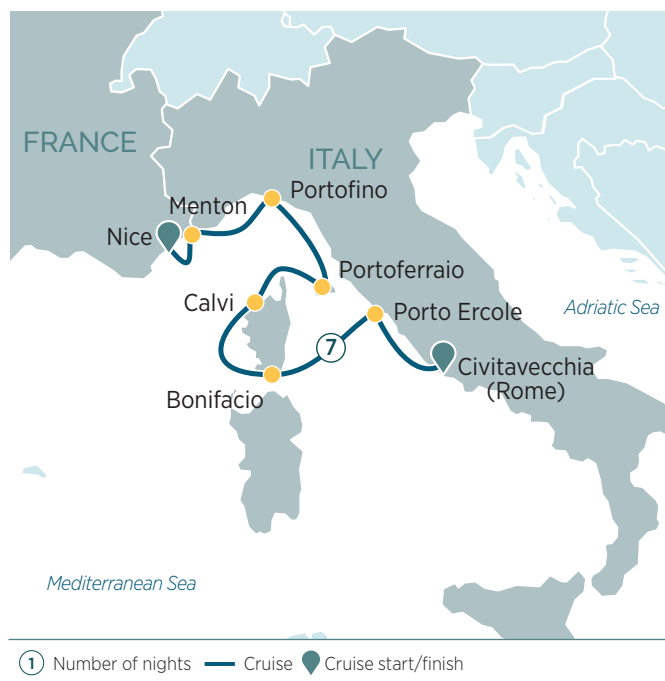 FRANCE
ITALY
Portofino
Menton
Nice
Portoferraio
Calvi
Porto Ercole
Adriatic Sea
7
Civitavecchia
(Rome)
Bonifacio
Mediterranean Sea
1 Number of nights Cruise Cruise start/finish